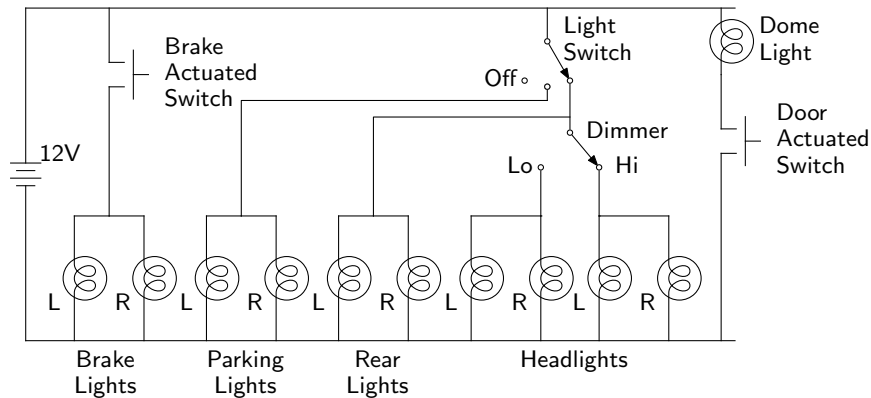 Brake
Actuated
Switch
Light
Switch
Dome
Light
Off
Dimmer
Door
Actuated
Switch
12V
Lo
Hi
L
R
L
R
L
R
L
R
L
R
Brake
Lights
Parking
Lights
Rear
Lights
Headlights